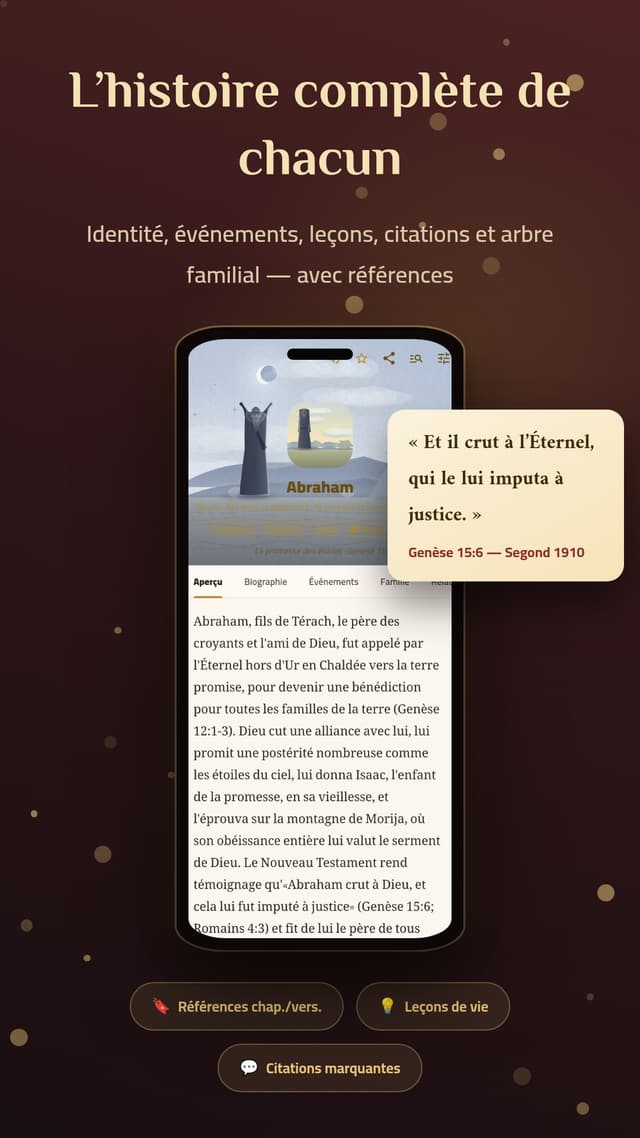 L’histoire complète de
chacun
Identité, événements, leçons, citations et arbre
familial — avec références
Abraham
« Et il crut à l’Éternel,
qui le lui imputa à
justice. »
Genèse 15:6 — Segond 1910
Aperçu Biographie Événements Famille
Abraham, fils de Térach, le père des
croyants et l'ami de Dieu, fut appelé par
l'Éternel hors d'Ur en Chaldée vers la terre
promise, pour devenir une bénédiction
pour toutes les familles de la terre (Genèse
12:1-3). Dieu cut une alliance avec lui, lui
promit une postérité nombreuse comme
les étoiles du ciel, lui donna Isaac, l'enfant
de la promesse, en sa vieillesse, et
l'éprouva sur la montagne de Morija, où
son obéissance entière lui valut le serment
de Dieu. Le Nouveau Testament rend
témoignage qu'«Abraham crut à Dieu, et
cela lui fut imputé à justice» (Genèse 15:6;
Romains 4:3) et fit de lui le père de tous
Références chap./vers.
Leçons de vie
Citations marquantes